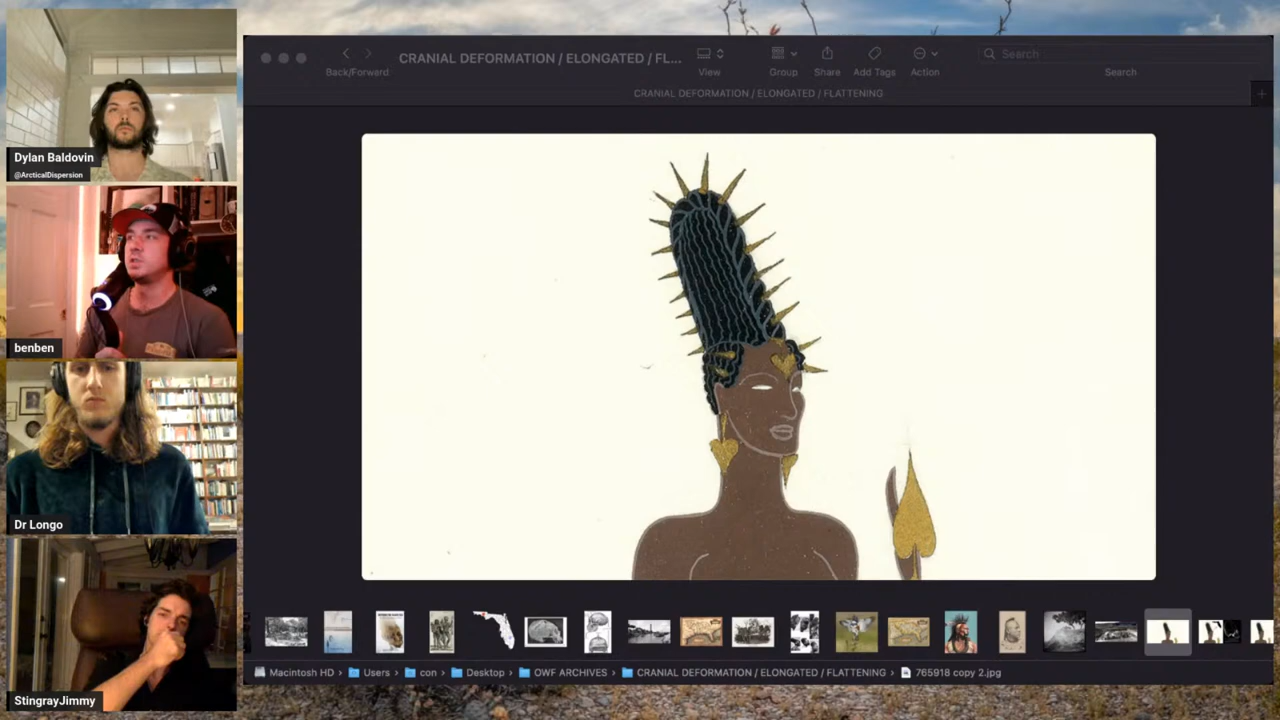 Dylan Baldovin
@ArcticalDispersion
benben
Dr Longo
StingrayJimmy
CRANIAL DEFORMATION / ELONGATED / FL...
Back/Forward
View
Group
Share
Add Tags
Action
Search
Search
CRANIAL DEFORMATION / ELONGATED / FLATTENING
Macintosh HD › Users › con › Desktop › OWF ARCHIVES › CRANIAL DEFORMATION / ELONGATED / FLATTENING › 765918 copy 2.jpg